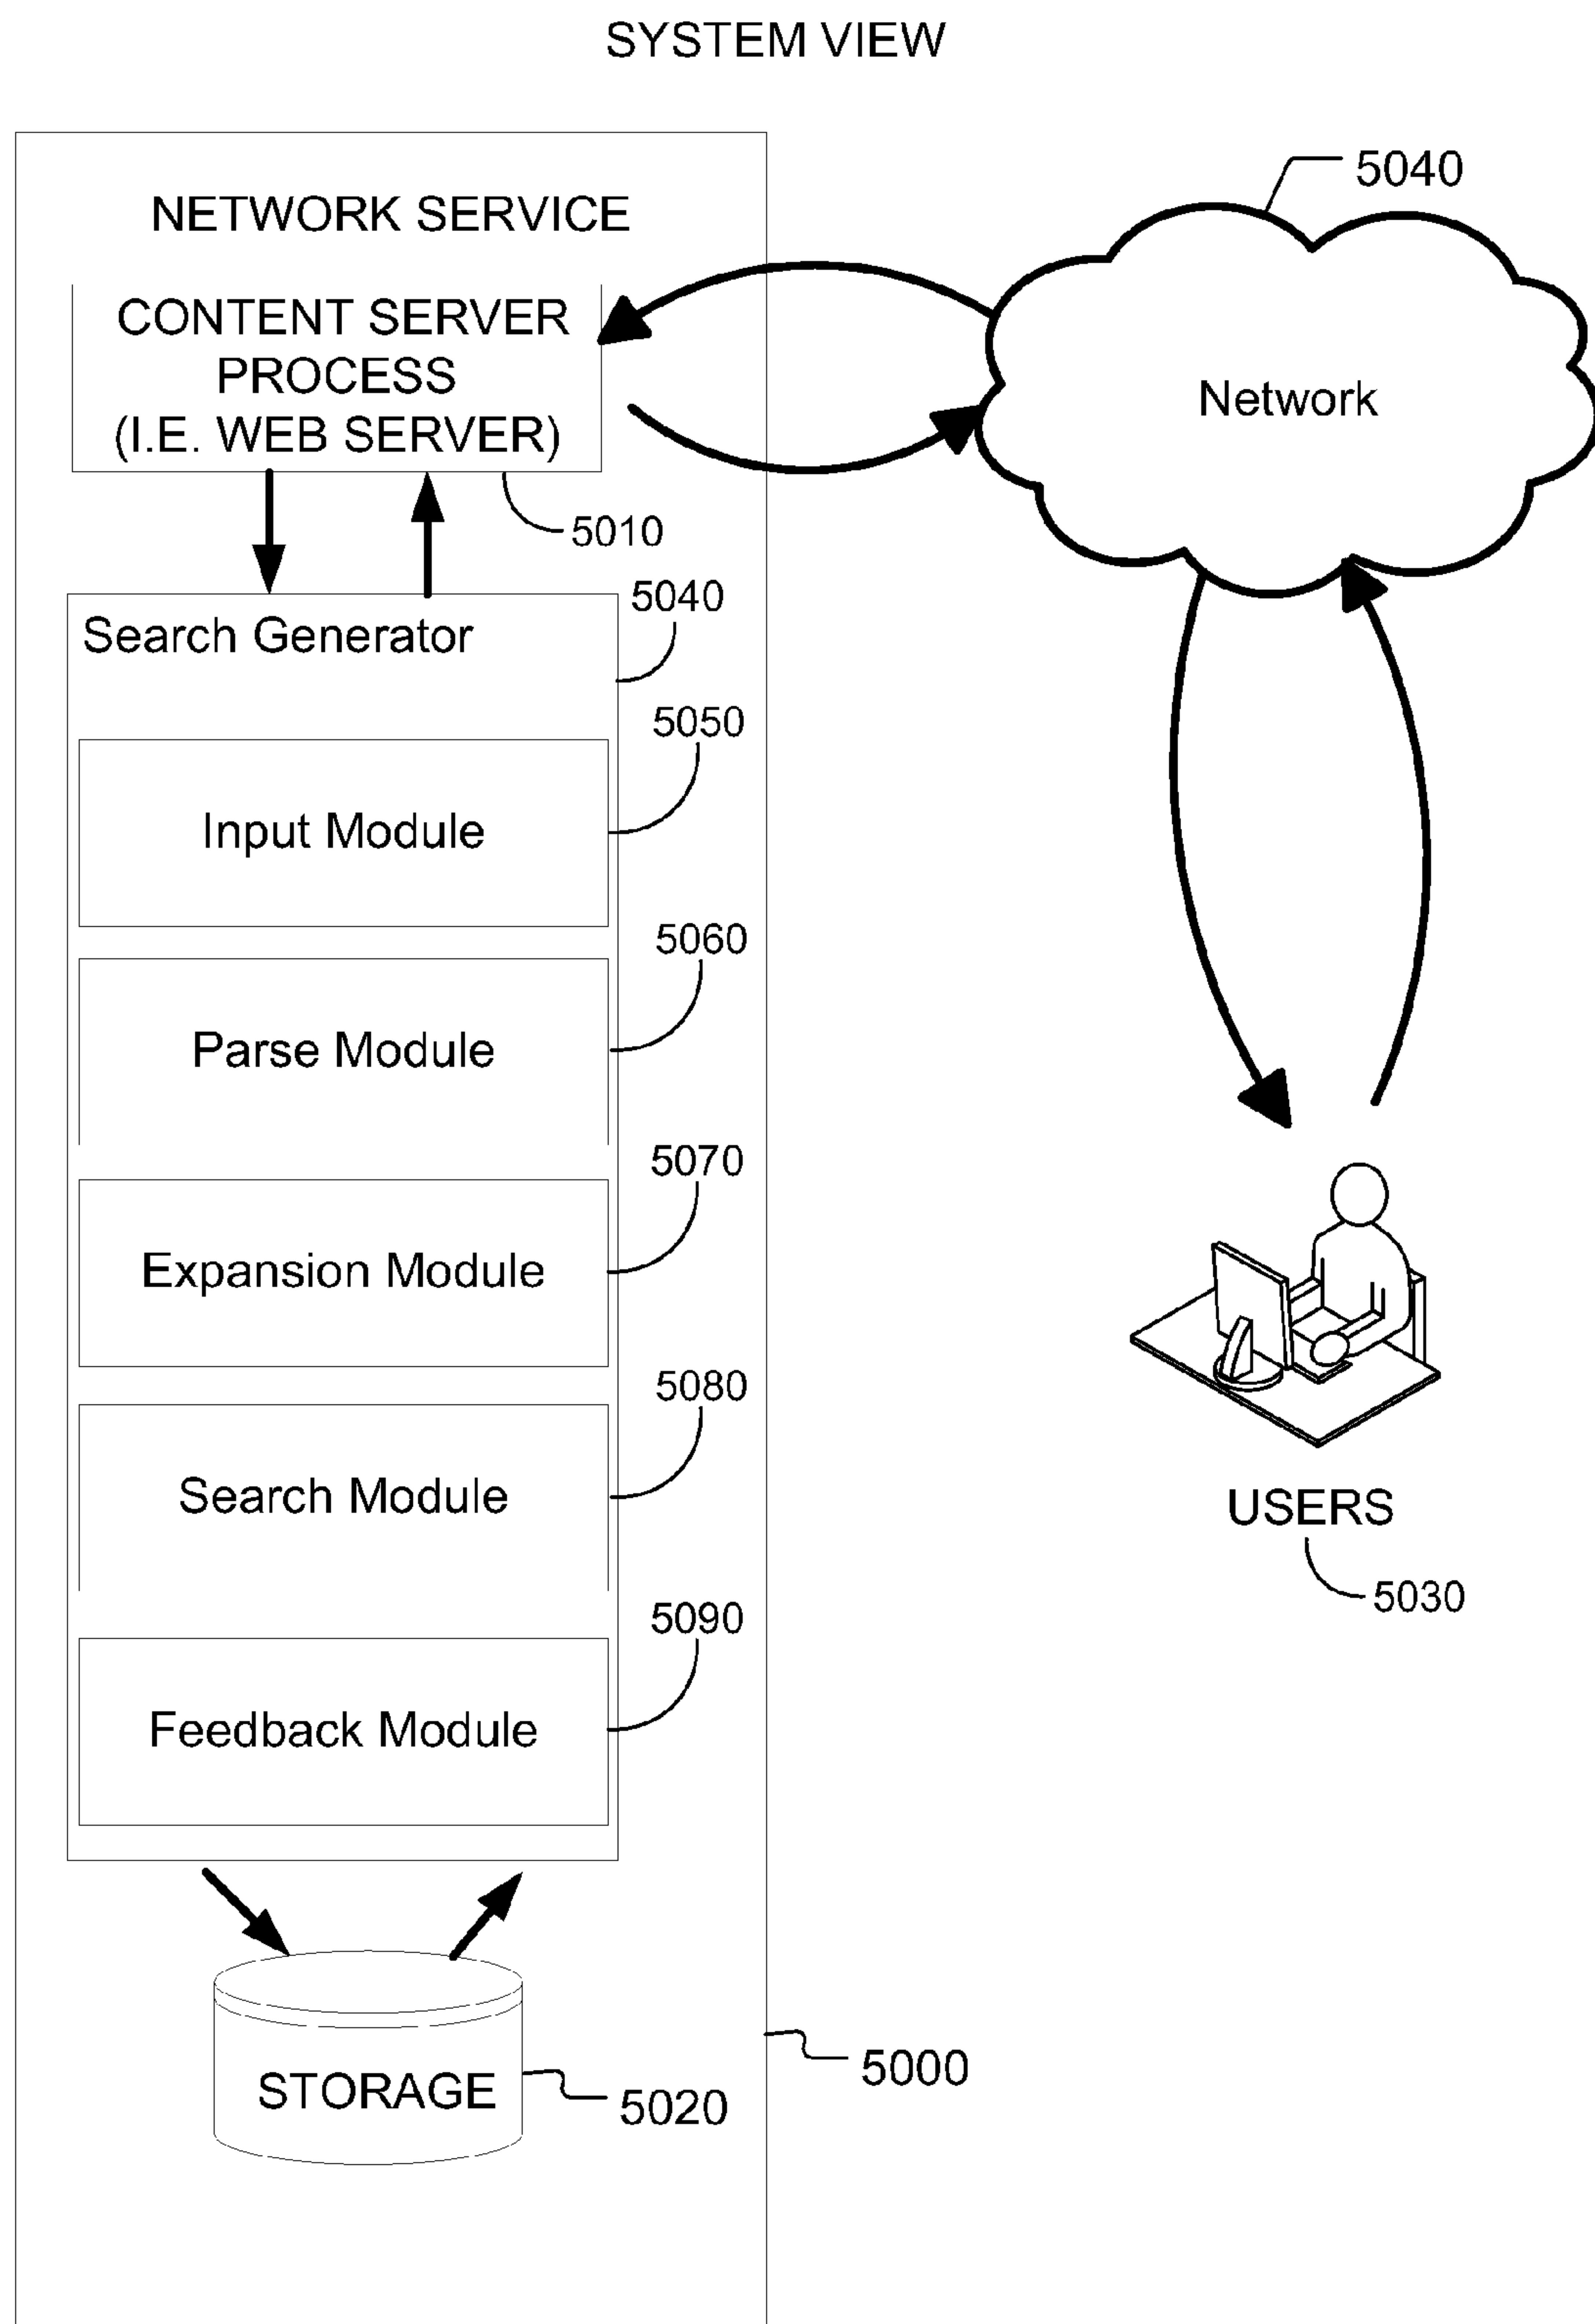 SYSTEM VIEW
NETWORK SERVICE
CONTENT SERVER
PROCESS
(I.E. WEB SERVER)
5010
5040
Network
5040
Search Generator
5050
Input Module
5060
Parse Module
5070
Expansion Module
5080
Search Module
5090
Feedback Module
USERS
5030
STORAGE
5020
5000